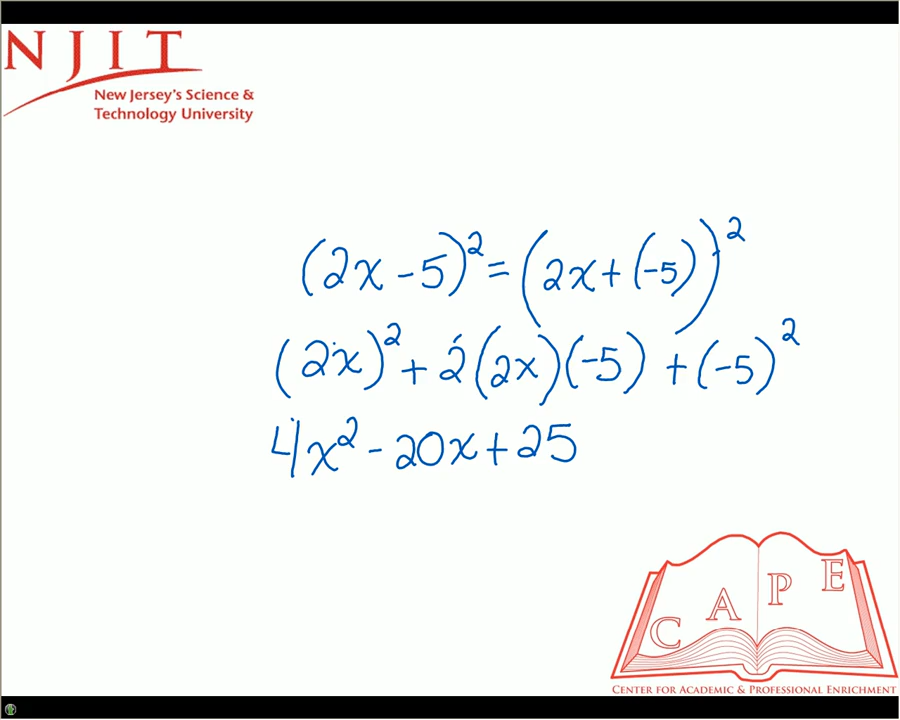 NJIT
New Jersey's Science &
Technology University
(2x - 5)² = (2x + (-5))²
(2x)² + 2(2x)(-5) + (-5)²
4x² - 20x + 25
CAPE
CENTER FOR ACADEMIC & PROFESSIONAL ENRICHMENT